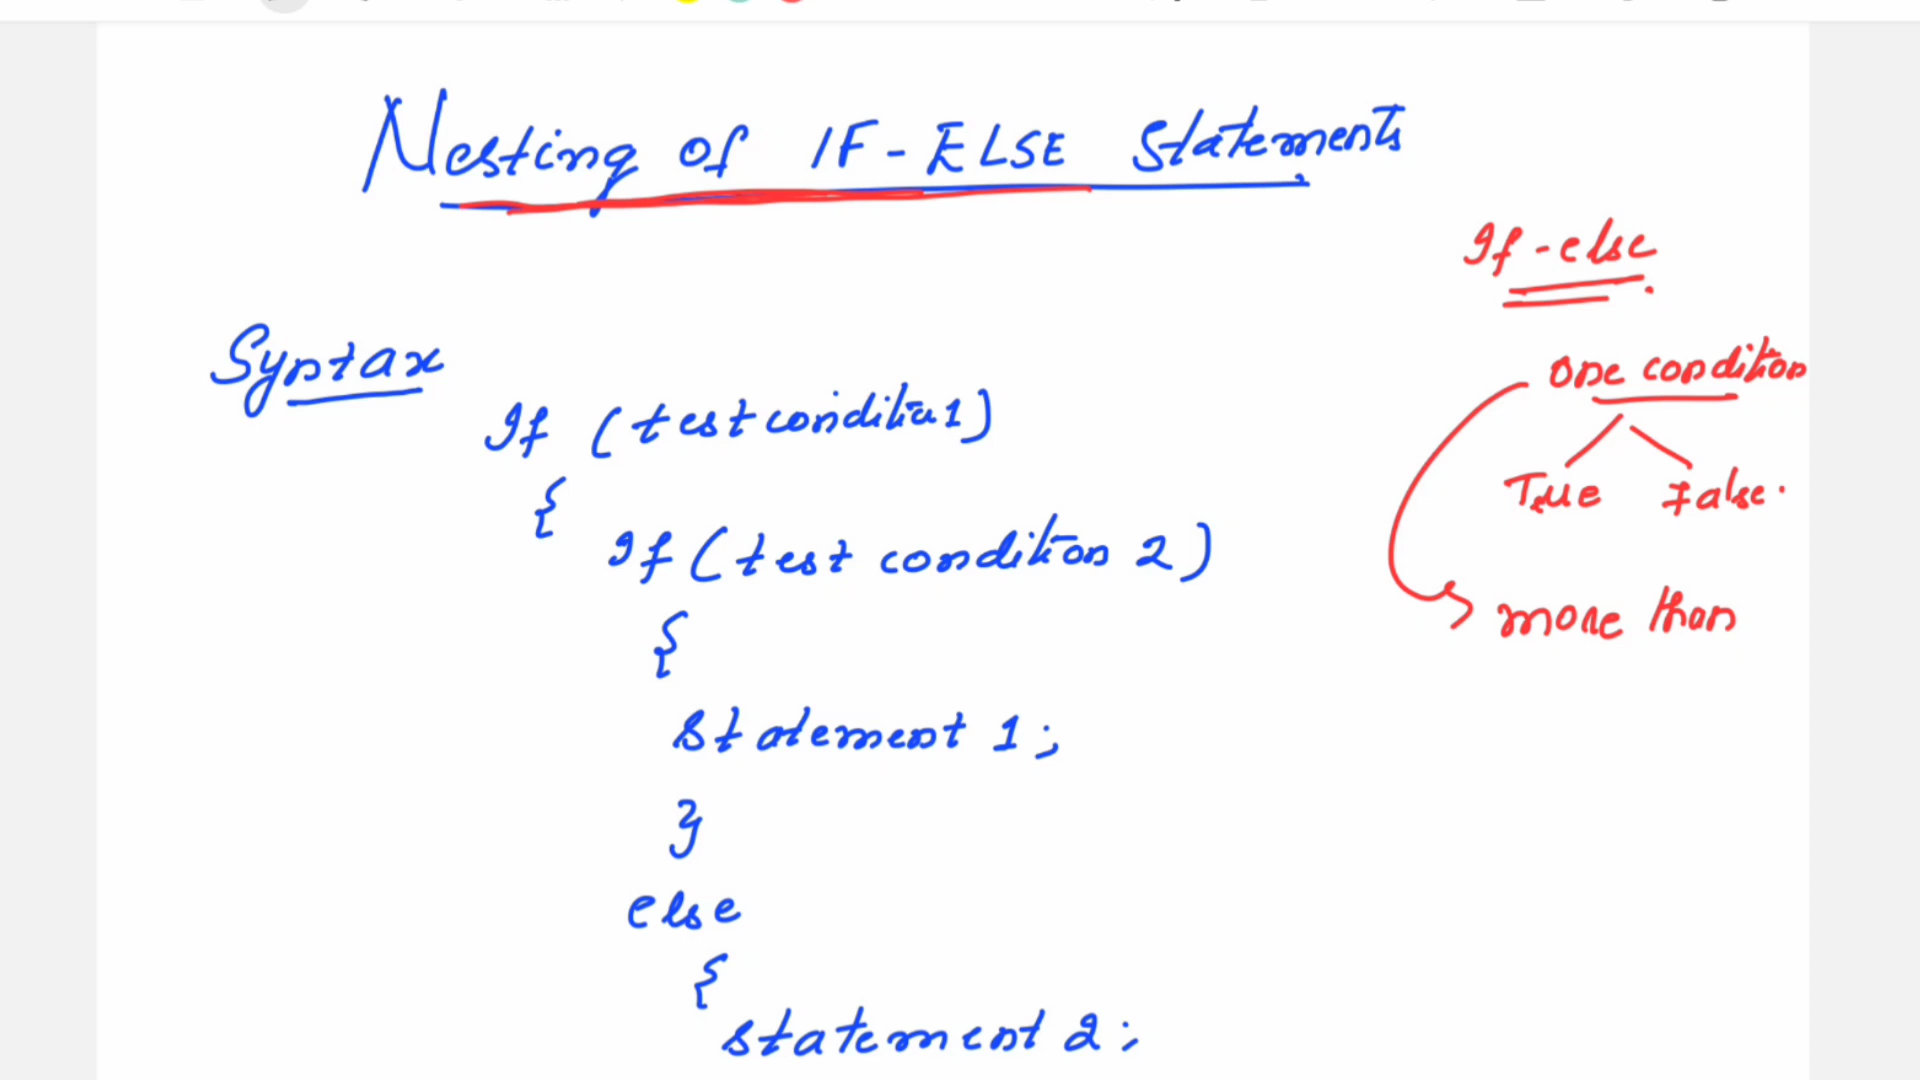 Nesting of IF-ELSE Statements
If-else
Syntax
one condition
True False.
more than
If (test condition 1)
{
If (test condition 2)
{
Statement 1;
}
else
{
statement 2;